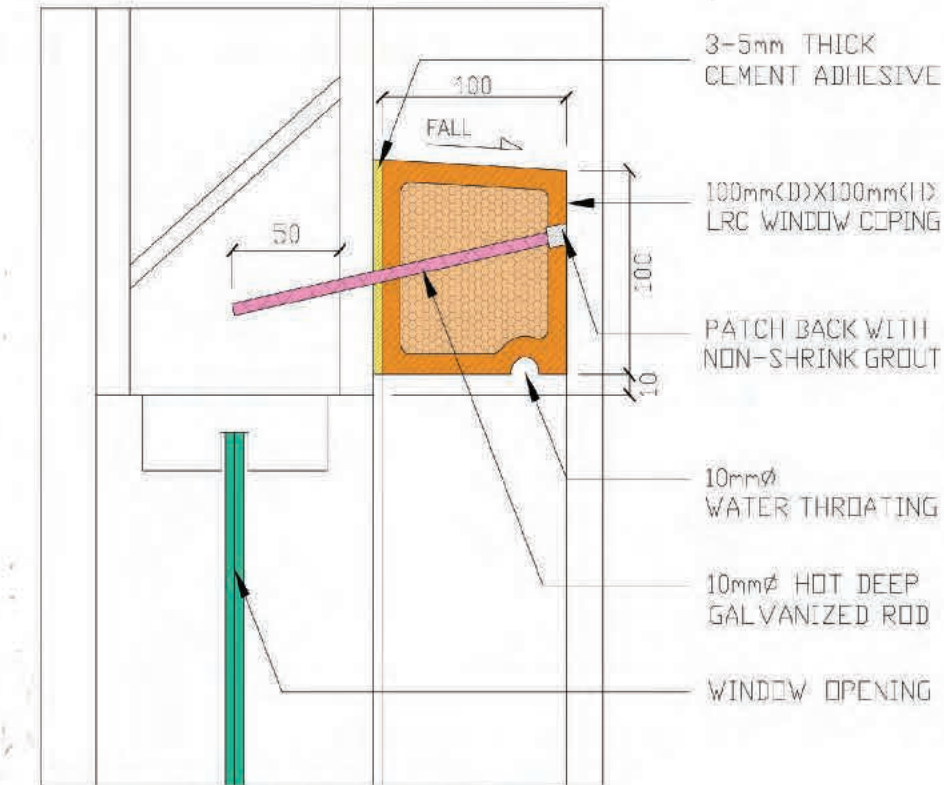 3-5mm THICK
CEMENT ADHESIVE
100
FALL
100mm(D)X100mm(H)
LRC WINDOW COPING
50
100
PATCH BACK WITH
NON-SHRINK GROUT
10
10mmØ
WATER THROATING
10mmØ HOT DEEP
GALVANIZED ROD
WINDOW OPENING